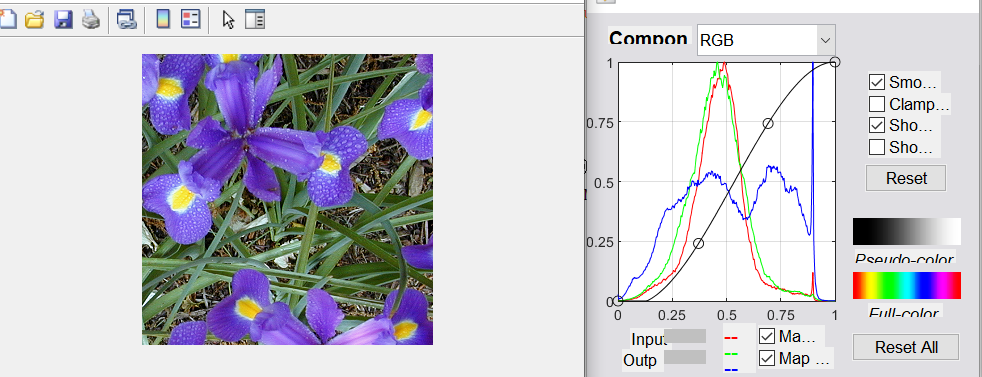 Compon RGB
1
0.75
0.5
0.25
0
0 0.25 0.5 0.75 1
Smo...
Clamp...
Sho...
Sho...
Reset
Pseudo-color
Full-color
Reset All
Input
Outp
Ma...
Map ...